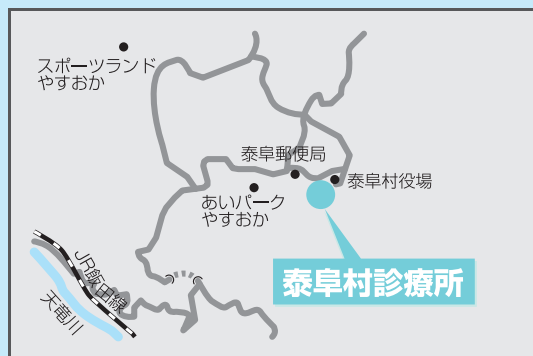 スポーツランド
やすおか
泰阜郵便局
泰阜村役場
あいパーク
やすおか
泰阜村診療所
JR飯田線
天竜川